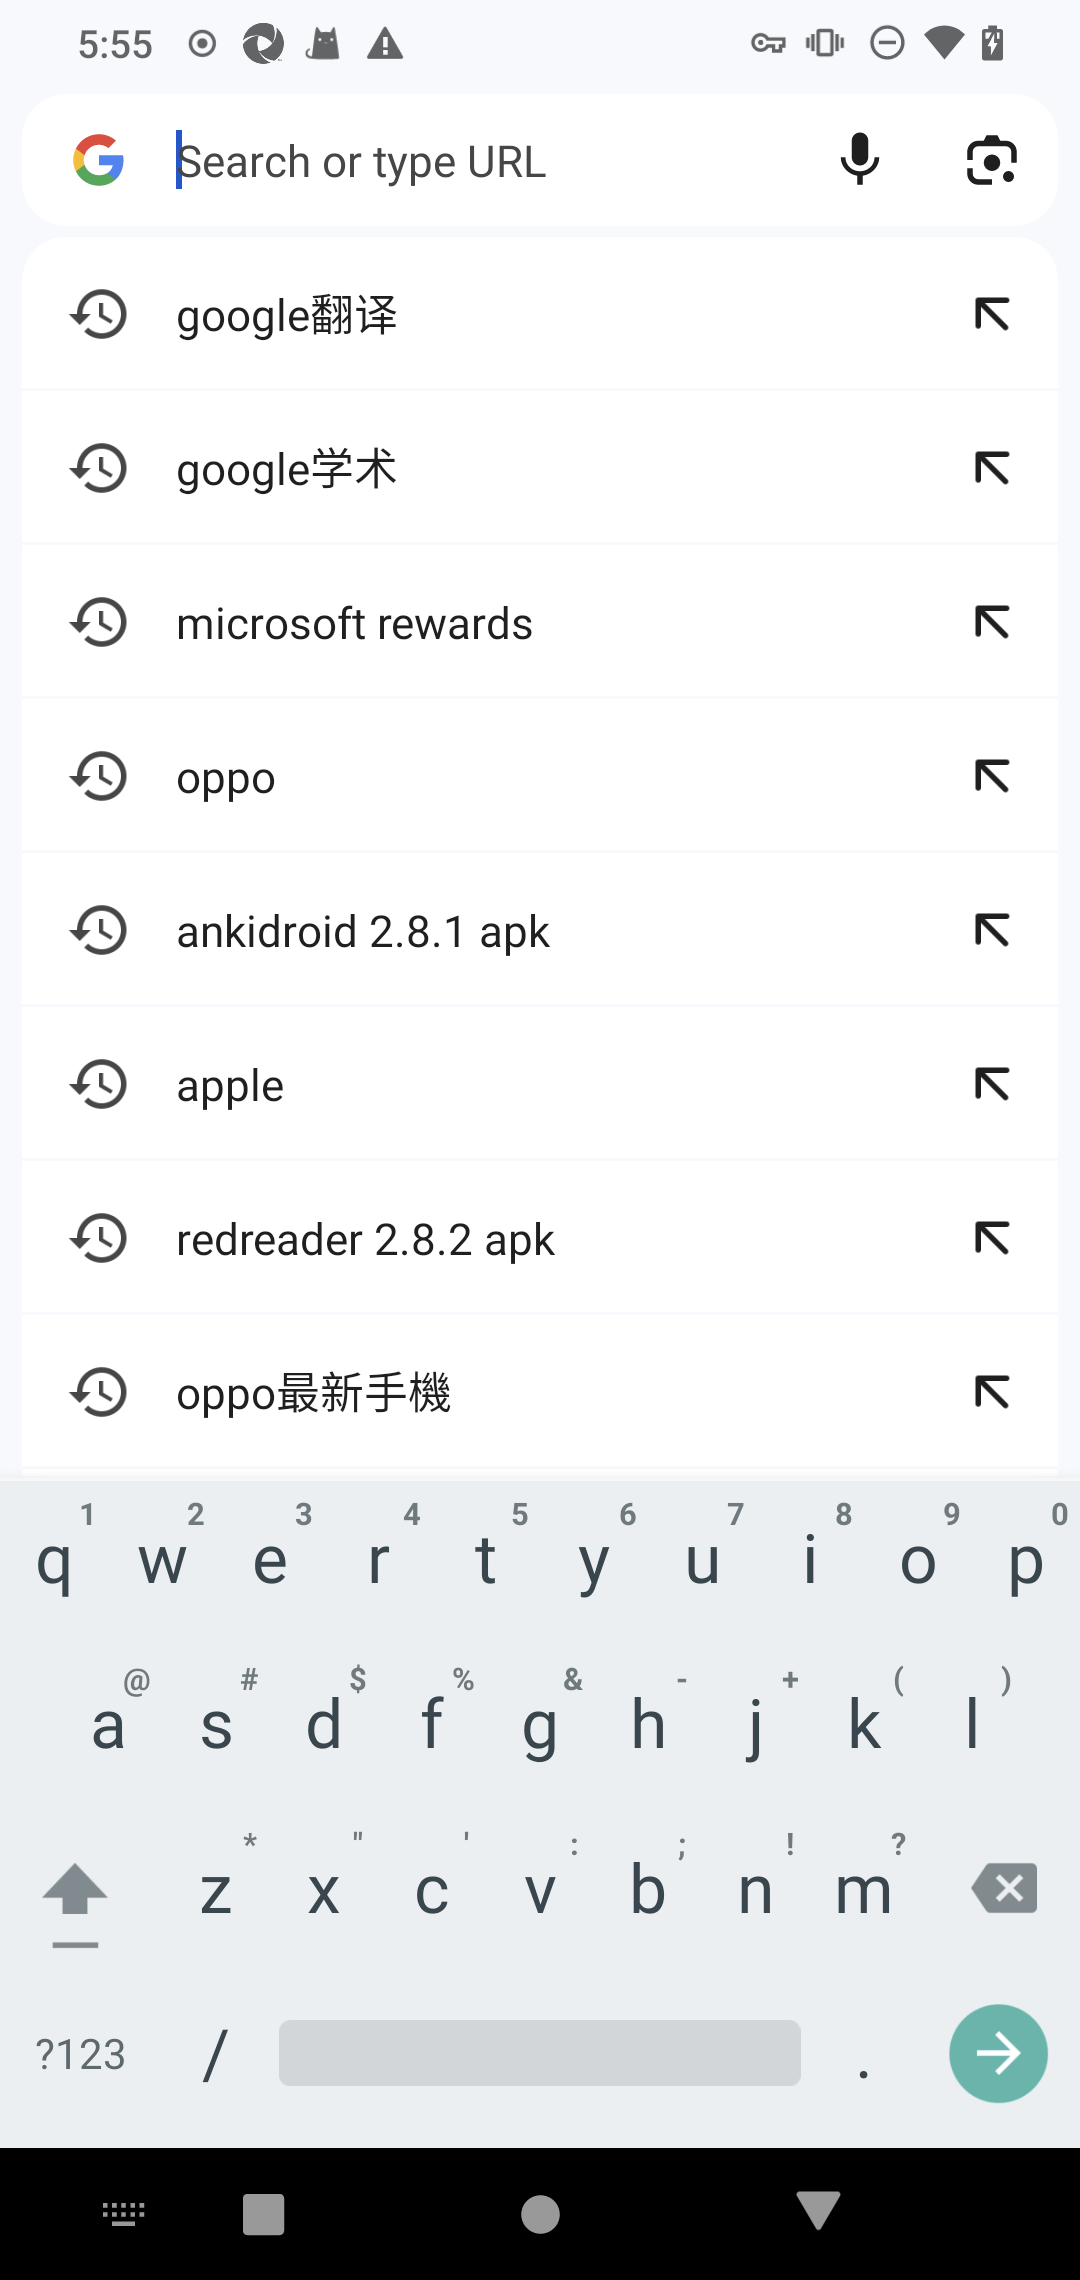 5:55
Search or type URL
google翻译
google学术
microsoft rewards
oppo
ankidroid 2.8.1 apk
apple
redreader 2.8.2 apk
oppo最新手機
1 2 3 4 5 6 7 8 9 0
q w e r t y u i o p
@ # $ % & - + ( )
a s d f g h j k l
* " ' : ; ! ?
z x c v b n m
?123 / .